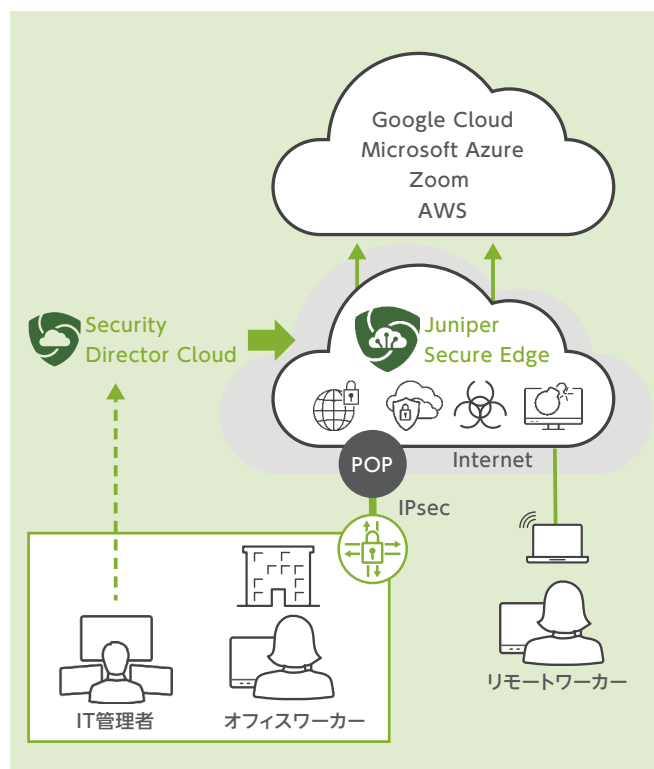 Google Cloud
Microsoft Azure
Zoom
AWS
Security
Director Cloud
Juniper
Secure Edge
POP
Internet
IPsec
IT管理者
オフィスワーカー
リモートワーカー